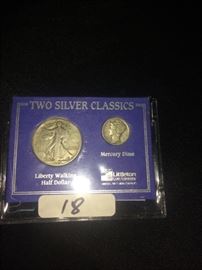 TWO SILVER CLASSICS
Mercury Dime
Liberty Walking
Half Dollar
Littleton
18